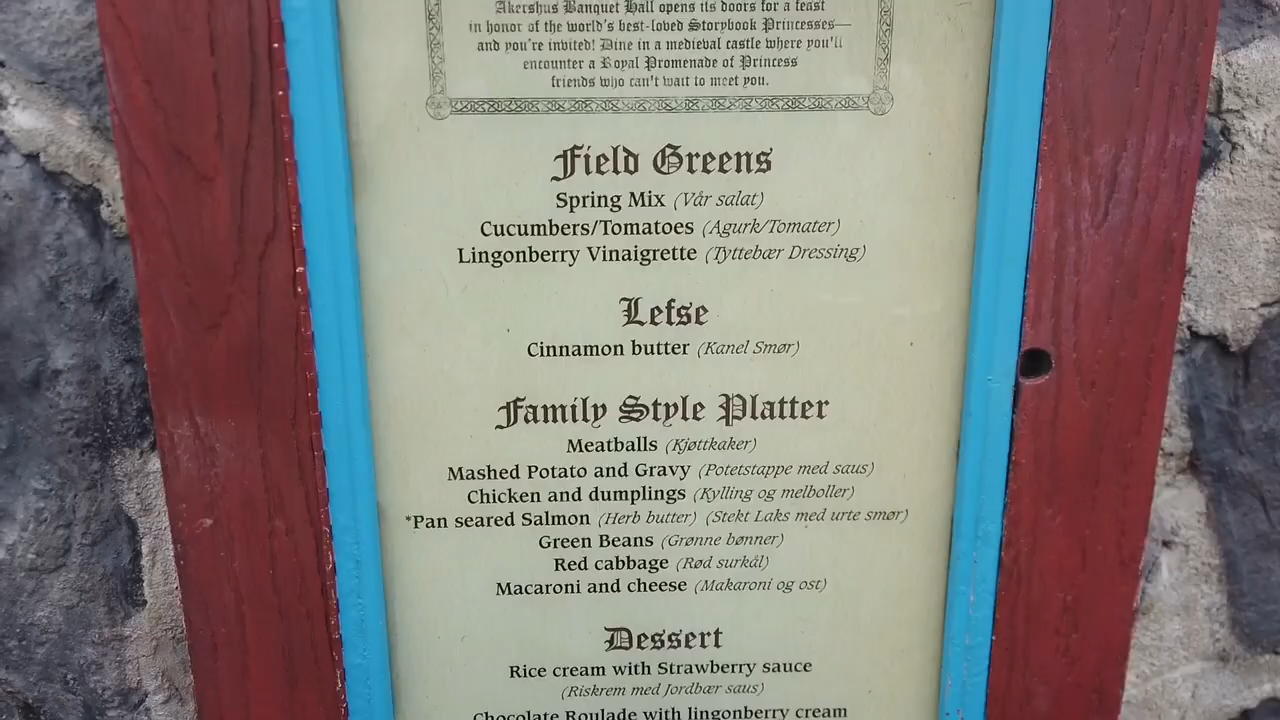 Akershus Banquet Hall opens its doors for a feast
in honor of the world's best-loved Storybook Princesses—
and you're invited! Dine in a medieval castle where you'll
encounter a Royal Promenade of Princess
friends who can't wait to meet you.
Field Greens
Spring Mix (Vår salat)
Cucumbers/Tomatoes (Agurk/Tomater)
Lingonberry Vinaigrette (Tyttebær Dressing)
Lefse
Cinnamon butter (Kanel Smør)
Family Style Platter
Meatballs (Kjøttkaker)
Mashed Potato and Gravy (Potetstappe med saus)
Chicken and dumplings (Kylling og melboller)
*Pan seared Salmon (Herb butter) (Stekt Laks med urte smør)
Green Beans (Grønne bønner)
Red cabbage (Rød surkål)
Macaroni and cheese (Makaroni og ost)
Dessert
Rice cream with Strawberry sauce
(Riskrem med Jordbær saus)
Chocolate Roulade with lingonberry cream